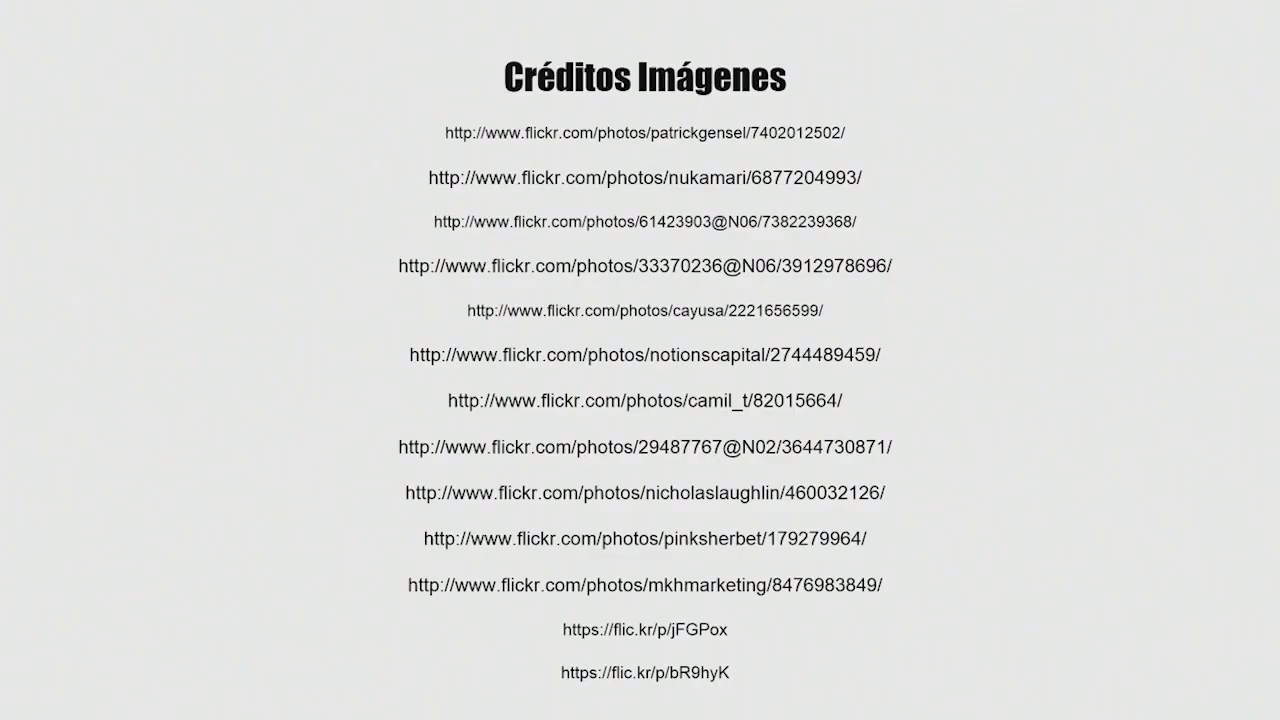 Créditos Imágenes
http://www.flickr.com/photos/patrickgensel/7402012502/
http://www.flickr.com/photos/nukamari/6877204993/
http://www.flickr.com/photos/61423903@N06/7382239368/
http://www.flickr.com/photos/33370236@N06/3912978696/
http://www.flickr.com/photos/cayusa/2221656599/
http://www.flickr.com/photos/notionscapital/2744489459/
http://www.flickr.com/photos/camil_t/82015664/
http://www.flickr.com/photos/29487767@N02/3644730871/
http://www.flickr.com/photos/nicholaslaughlin/460032126/
http://www.flickr.com/photos/pinksherbet/179279964/
http://www.flickr.com/photos/mkhmarketing/8476983849/
https://flic.kr/p/jFGPox
https://flic.kr/p/bR9hyK